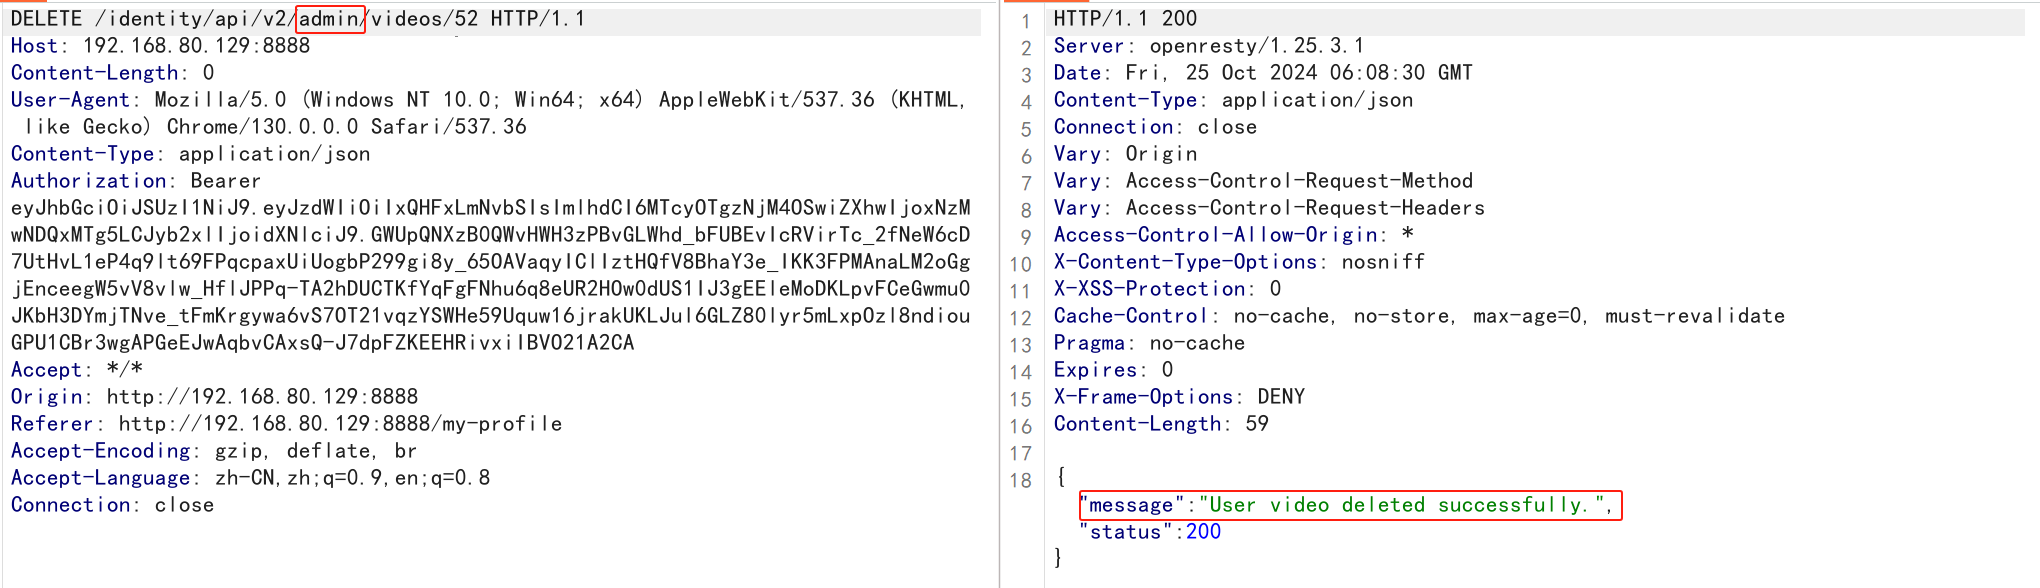 DELETE /identity/api/v2/admin/videos/52 HTTP/1.1
Host: 192.168.80.129:8888
Content-Length: 0
User-Agent: Mozilla/5.0 (Windows NT 10.0; Win64; x64) AppleWebKit/537.36 (KHTML,
like Gecko) Chrome/130.0.0.0 Safari/537.36
Content-Type: application/json
Authorization: Bearer
eyJhbGciOiJSUzI1NiJ9.eyJzdWIiOiIxQHFxLmNvbSIsImlhdCI6MTcyOTgzNjM4OSwiZXhwIjoxNzM
wNDQxMTg5LCJyb2xlIjoidXNlciJ9.GWUpQNXzB0QWvHWH3zPBvGLWhd_bFUBEvIcRVirTc_2fNeW6cD
7UtHvL1eP4q9lt69FPqcpaxUiUogbP299gi8y_650AVaqyICIIztHQfV8BhaY3e_IKK3FPMAnaLM2oGg
jEnceegW5vV8vlw_HflJPPq-TA2hDUCTKfYqFgFNhu6q8eUR2H0w0dUS1IJ3gEEleMoDKLpvFCeGwmu0
JKbH3DYmjTNve_tFmKrgywa6vS7OT21vqzYSWHe59Uquw16jrakUKLJul6GLZ80lyr5mLxpOzl8ndiou
GPU1CBr3wgAPGeEJwAqbvCAxsQ-J7dpFZKEEHRivxiIBVO21A2CA
Accept: */*
Origin: http://192.168.80.129:8888
Referer: http://192.168.80.129:8888/my-profile
Accept-Encoding: gzip, deflate, br
Accept-Language: zh-CN,zh;q=0.9,en;q=0.8
Connection: close
1 HTTP/1.1 200
2 Server: openresty/1.25.3.1
3 Date: Fri, 25 Oct 2024 06:08:30 GMT
4 Content-Type: application/json
5 Connection: close
6 Vary: Origin
7 Vary: Access-Control-Request-Method
8 Vary: Access-Control-Request-Headers
9 Access-Control-Allow-Origin: *
10 X-Content-Type-Options: nosniff
11 X-XSS-Protection: 0
12 Cache-Control: no-cache, no-store, max-age=0, must-revalidate
13 Pragma: no-cache
14 Expires: 0
15 X-Frame-Options: DENY
16 Content-Length: 59
17
18 {
"message":"User video deleted successfully.",
"status":200
}